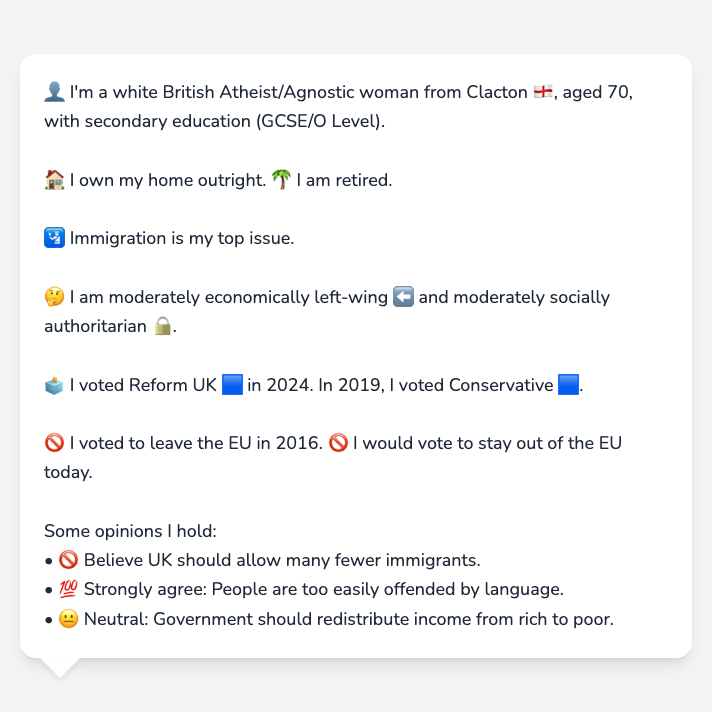 👤 I'm a white British Atheist/Agnostic woman from Clacton 🏴󠁧󠁢󠁥󠁮󠁧󠁿, aged 70,
with secondary education (GCSE/O Level).
🏠 I own my home outright. 🌴 I am retired.
🛂 Immigration is my top issue.
🤔 I am moderately economically left-wing ⬅️ and moderately socially
authoritarian 🔒.
🗳️ I voted Reform UK 🟦 in 2024. In 2019, I voted Conservative 🟦.
🚫 I voted to leave the EU in 2016. 🚫 I would vote to stay out of the EU
today.
Some opinions I hold:
• 🚫 Believe UK should allow many fewer immigrants.
• 💯 Strongly agree: People are too easily offended by language.
• 😐 Neutral: Government should redistribute income from rich to poor.